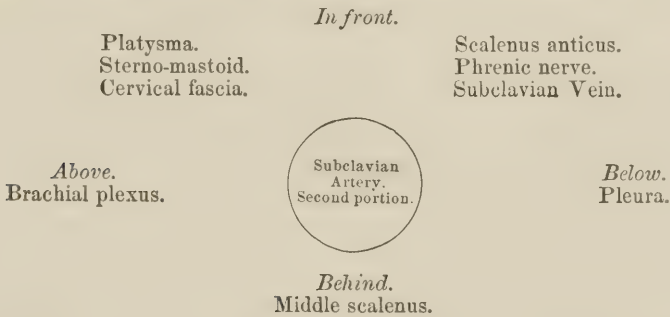 In front.
Platysma.
Sterno-mastoid.
Cervical fascia.
Scalenus anticus.
Phrenic nerve.
Subclavian Vein.
Above.
Brachial plexus.
Subclavian
Artery.
Second portion.
Below.
Pleura.
Behind.
Middle scalenus.